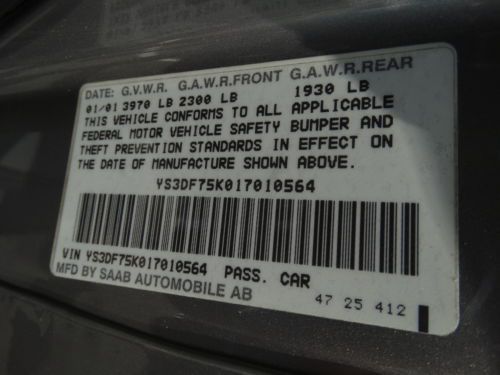 DATE: G.V.W.R. G.A.W.R.FRONT G.A.W.R.REAR
01/01 3970 LB 2300 LB 1930 LB
THIS VEHICLE CONFORMS TO ALL APPLICABLE
FEDERAL MOTOR VEHICLE SAFETY BUMPER AND
THEFT PREVENTION STANDARDS IN EFFECT ON
THE DATE OF MANUFACTURE SHOWN ABOVE.
YS3DF75K017010564
VIN YS3DF75K017010564 PASS. CAR
MFD BY SAAB AUTOMOBILE AB
47 25 412